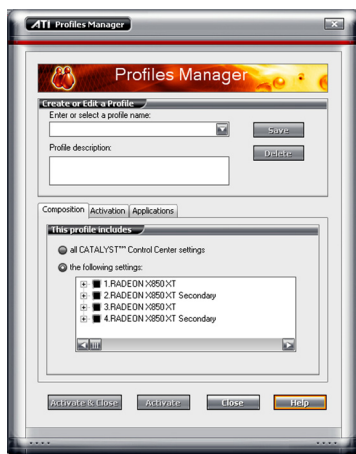 ATI Profiles Manager
Profiles Manager
Create or Edit a Profile
Enter or select a profile name:
Save
Profile description:
Delete
Composition Activation Applications
This profile includes
all CATALYST™ Control Center settings
the following settings:
1.RADEON X850 XT
2.RADEON X850 XT Secondary
3.RADEON X850 XT
4.RADEON X850 XT Secondary
Activate & Close Activate Close Help